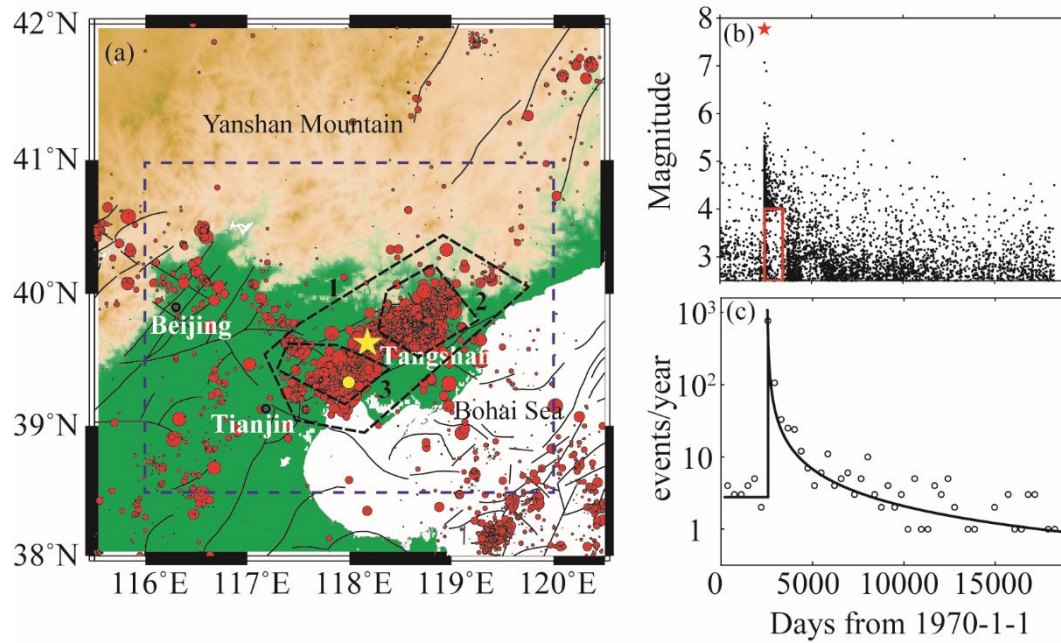 (a)
42°N
41°N
40°N
39°N
38°N
116°E
117°E
118°E
119°E
120°E
Yanshan Mountain
1
2
Beijing
Tangshan
3
Tianjin
Bohai Sea
(b)
Magnitude
8
7
6
5
4
3
(c)
events/year
10³
10²
10
1
0
5000
10000
15000
Days from 1970-1-1